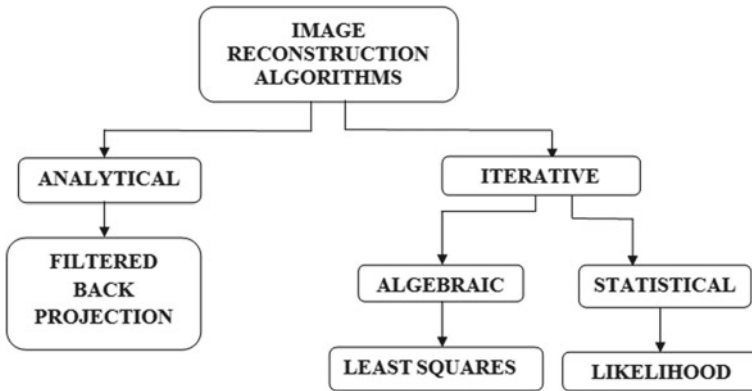 IMAGE
RECONSTRUCTION
ALGORITHMS
ANALYTICAL
ITERATIVE
FILTERED
BACK
PROJECTION
ALGEBRAIC
STATISTICAL
LEAST SQUARES
LIKELIHOOD